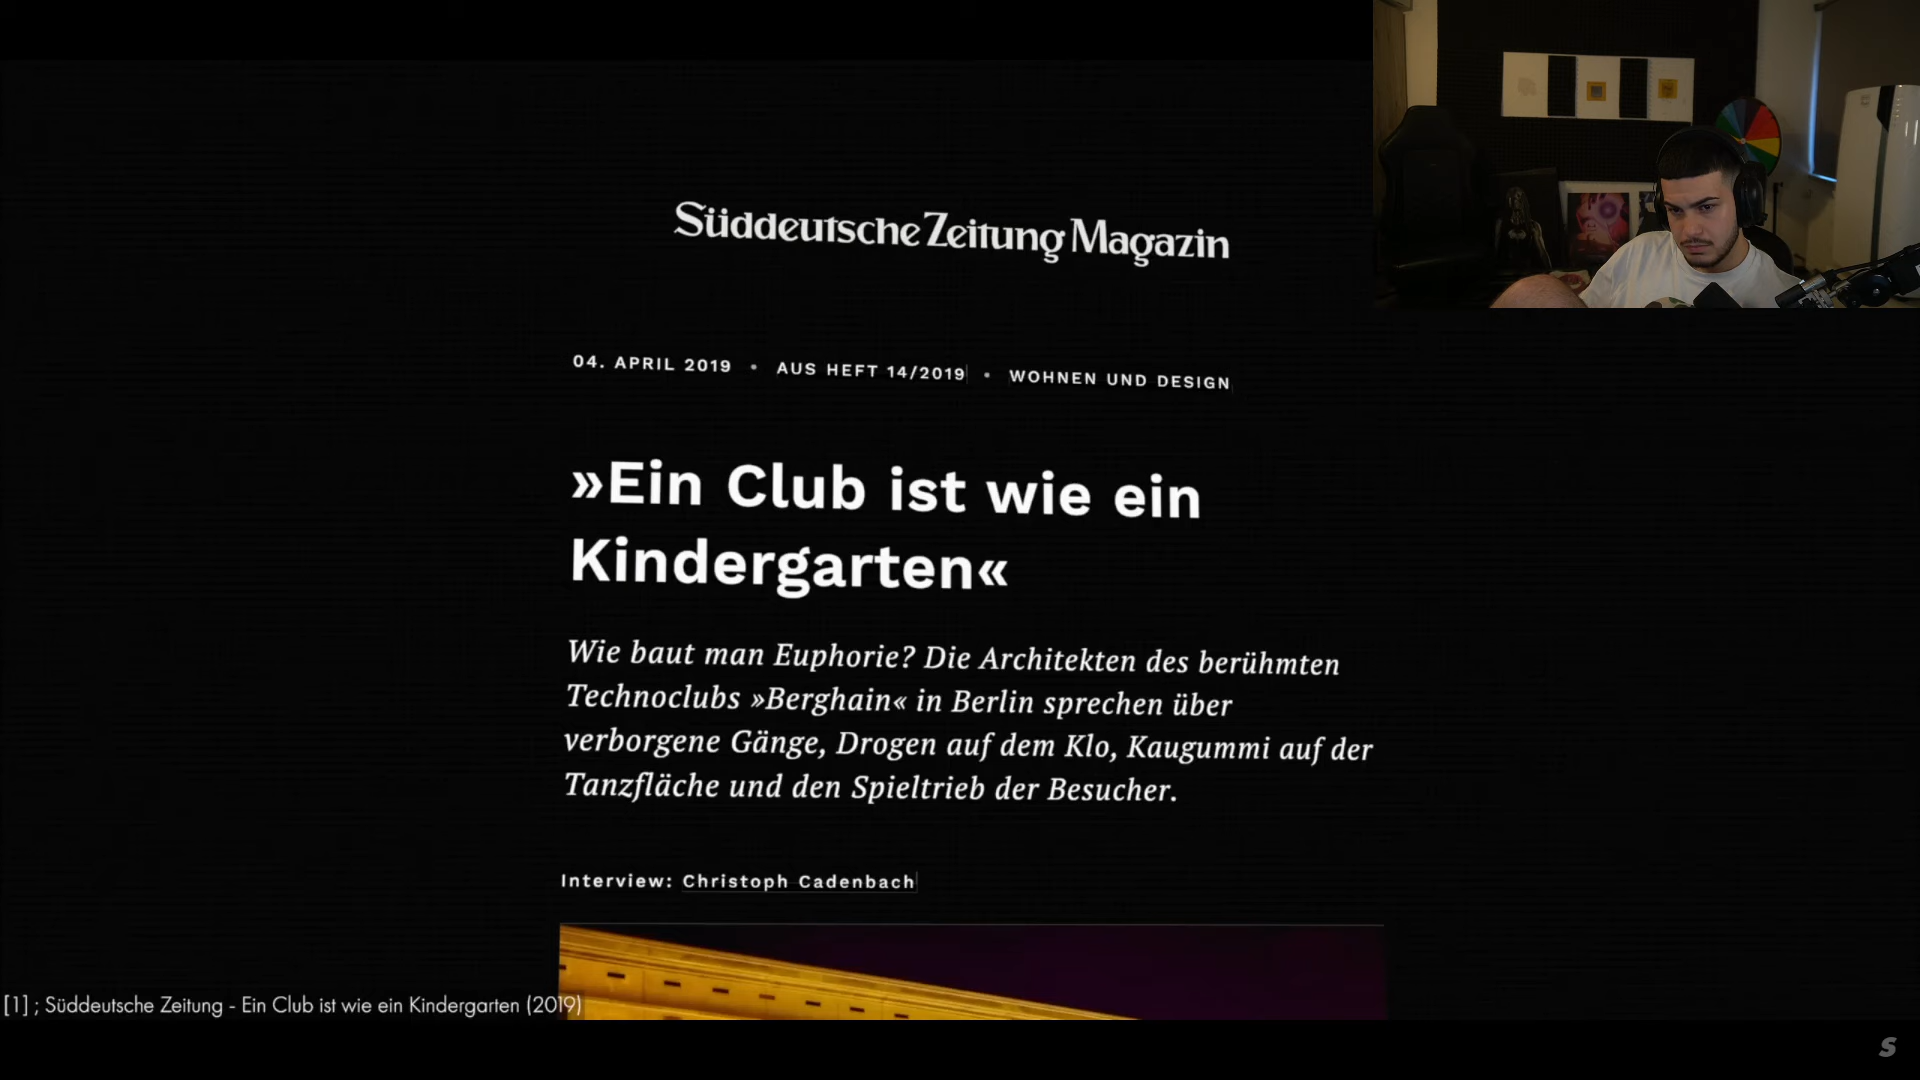 Süddeutsche Zeitung Magazin
04. APRIL 2019 • AUS HEFT 14/2019 • WOHNEN UND DESIGN
»Ein Club ist wie ein
Kindergarten«
Wie baut man Euphorie? Die Architekten des berühmten
Technoclubs »Berghain« in Berlin sprechen über
verborgene Gänge, Drogen auf dem Klo, Kaugummi auf der
Tanzfläche und den Spieltrieb der Besucher.
Interview: Christoph Cadenbach
[1] ; Süddeutsche Zeitung - Ein Club ist wie ein Kindergarten (2019)
S